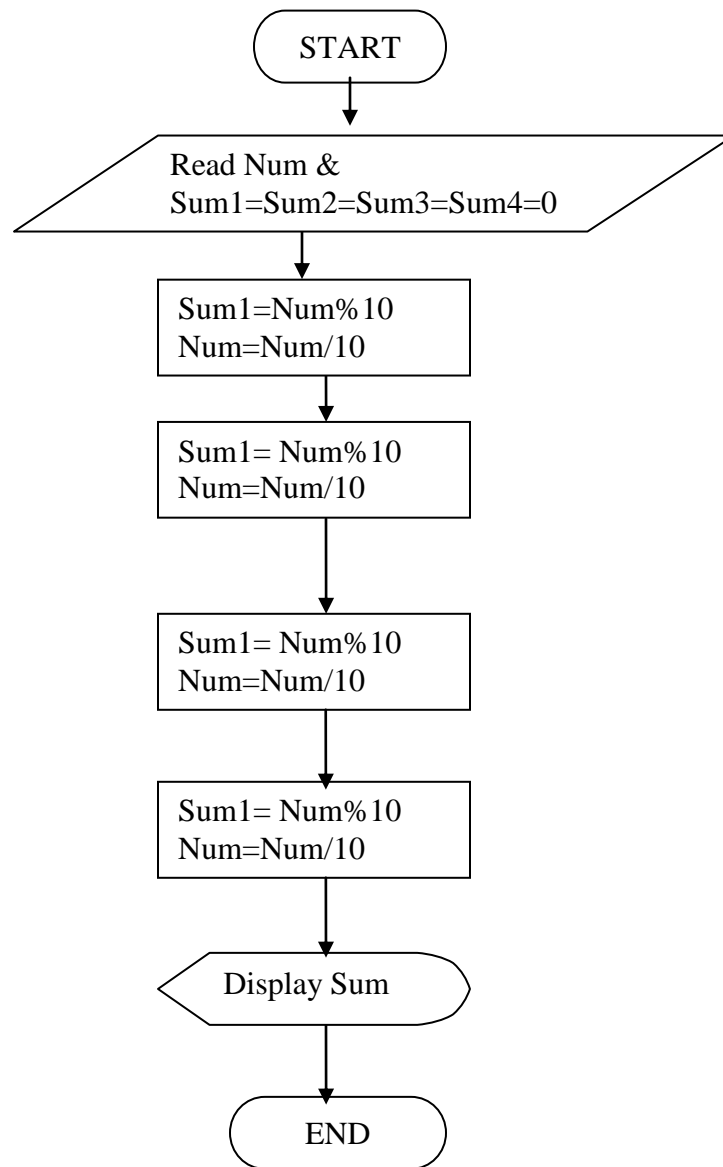 START
Read Num &
Sum1=Sum2=Sum3=Sum4=0
Sum1=Num%10
Num=Num/10
Sum1= Num%10
Num=Num/10
Sum1= Num%10
Num=Num/10
Sum1= Num%10
Num=Num/10
Display Sum
END